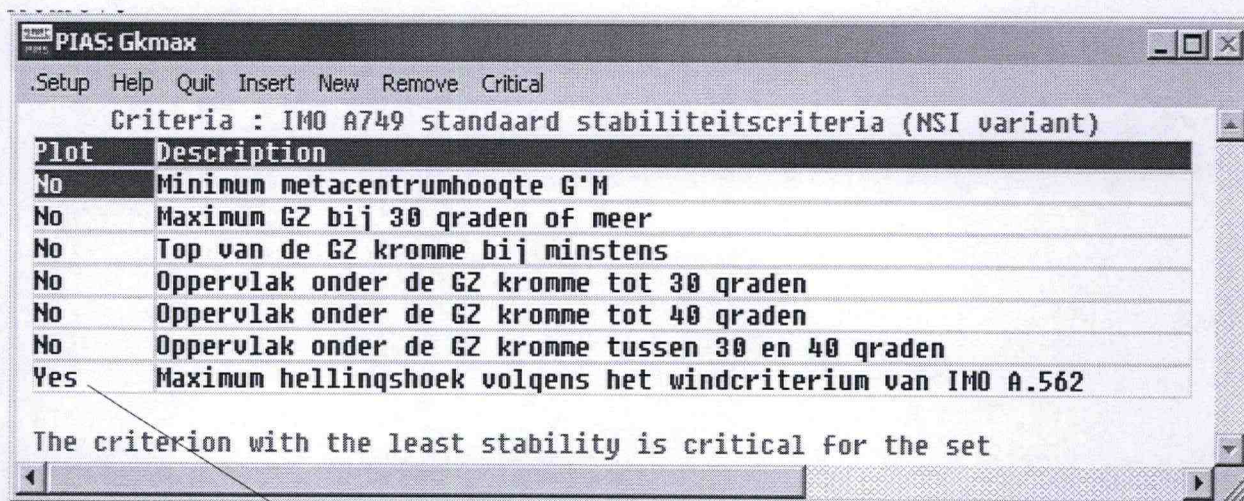 PIAS: Gkmax
.Setup Help Quit Insert New Remove Critical
Criteria : IMO A749 standaard stabiliteitscriteria (NSI variant)
Plot Description
No Minimum metacentrumhoogte G'M
No Maximum GZ bij 30 graden of meer
No Top van de GZ kromme bij minstens
No Oppervlak onder de GZ kromme tot 30 graden
No Oppervlak onder de GZ kromme tot 40 graden
No Oppervlak onder de GZ kromme tussen 30 en 40 graden
Yes Maximum hellingshoek volgens het windcriterium van IMO A.562
The criterion with the least stability is critical for the set